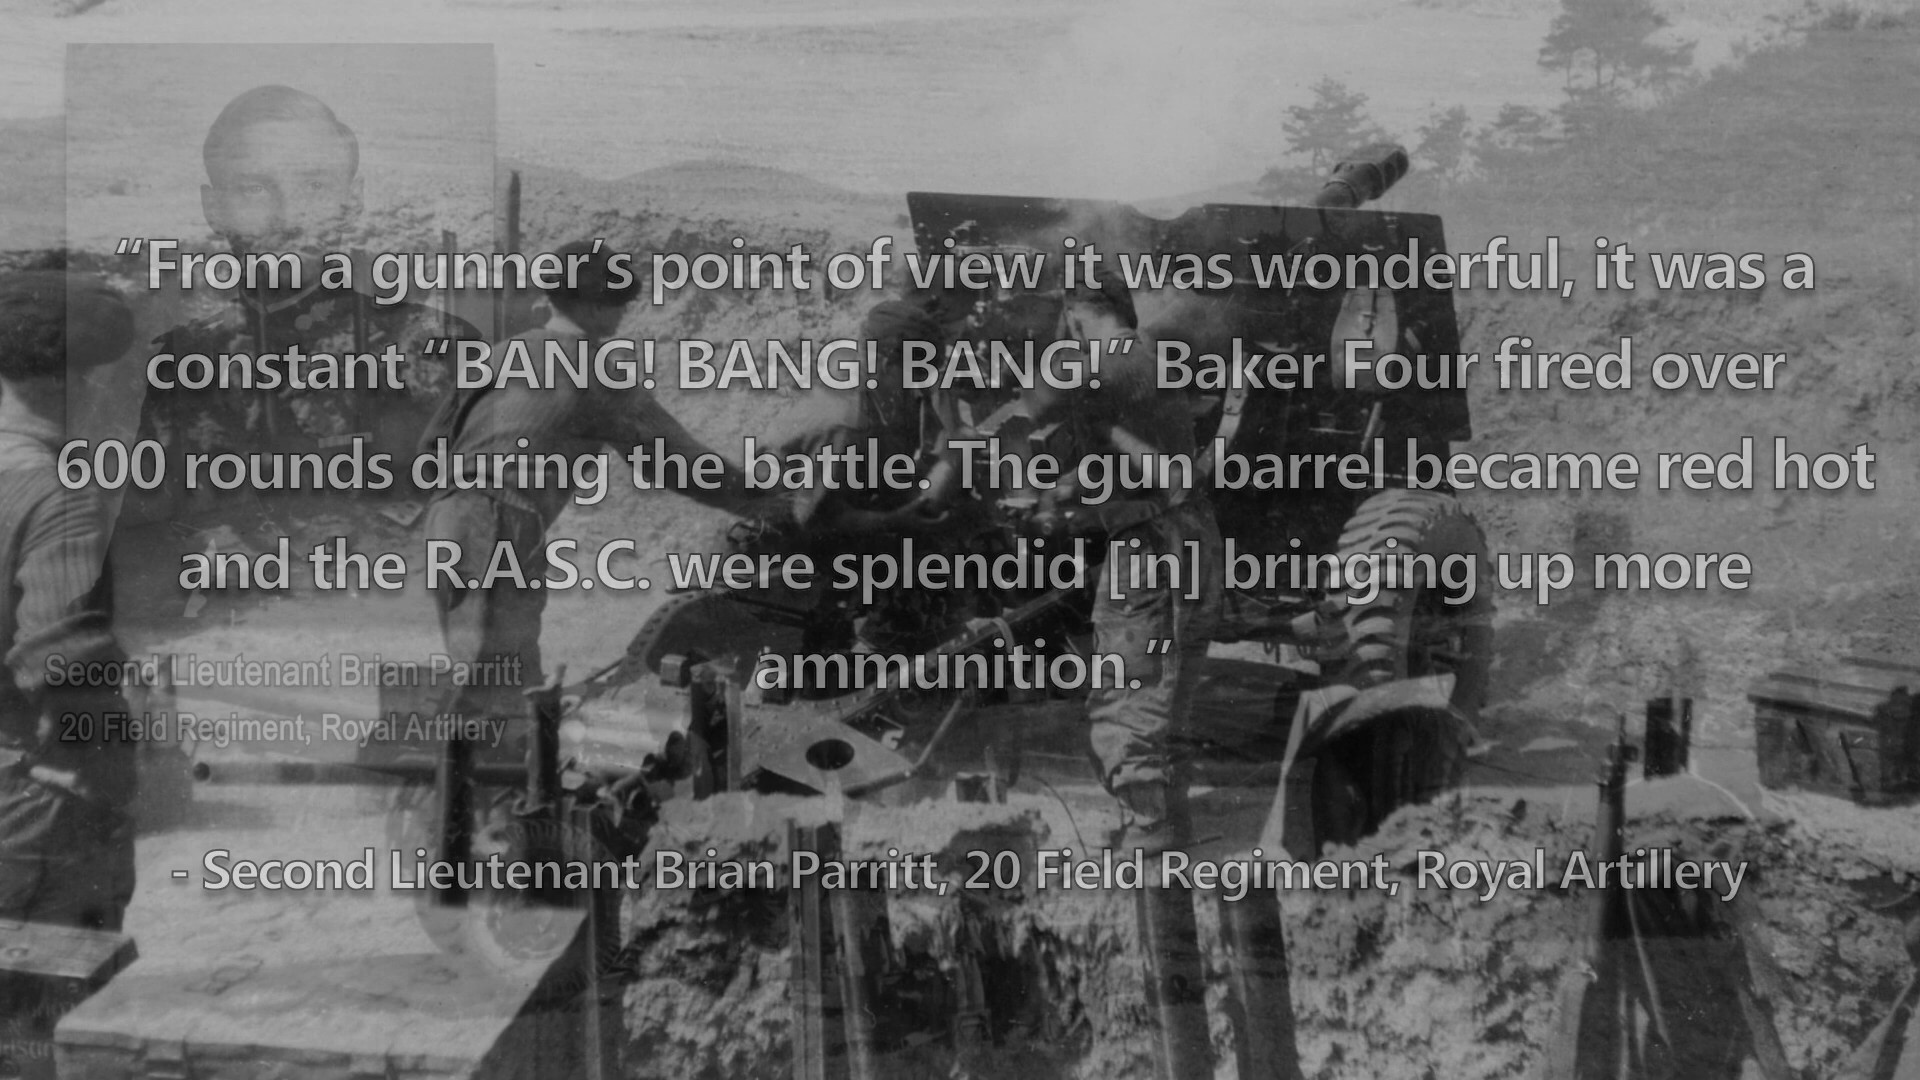 “From a gunner’s point of view it was wonderful, it was a
constant “BANG! BANG! BANG!” Baker Four fired over
600 rounds during the battle. The gun barrel became red hot
and the R.A.S.C. were splendid [in] bringing up more
ammunition.”
Second Lieutenant Brian Parritt
20 Field Regiment, Royal Artillery
- Second Lieutenant Brian Parritt, 20 Field Regiment, Royal Artillery